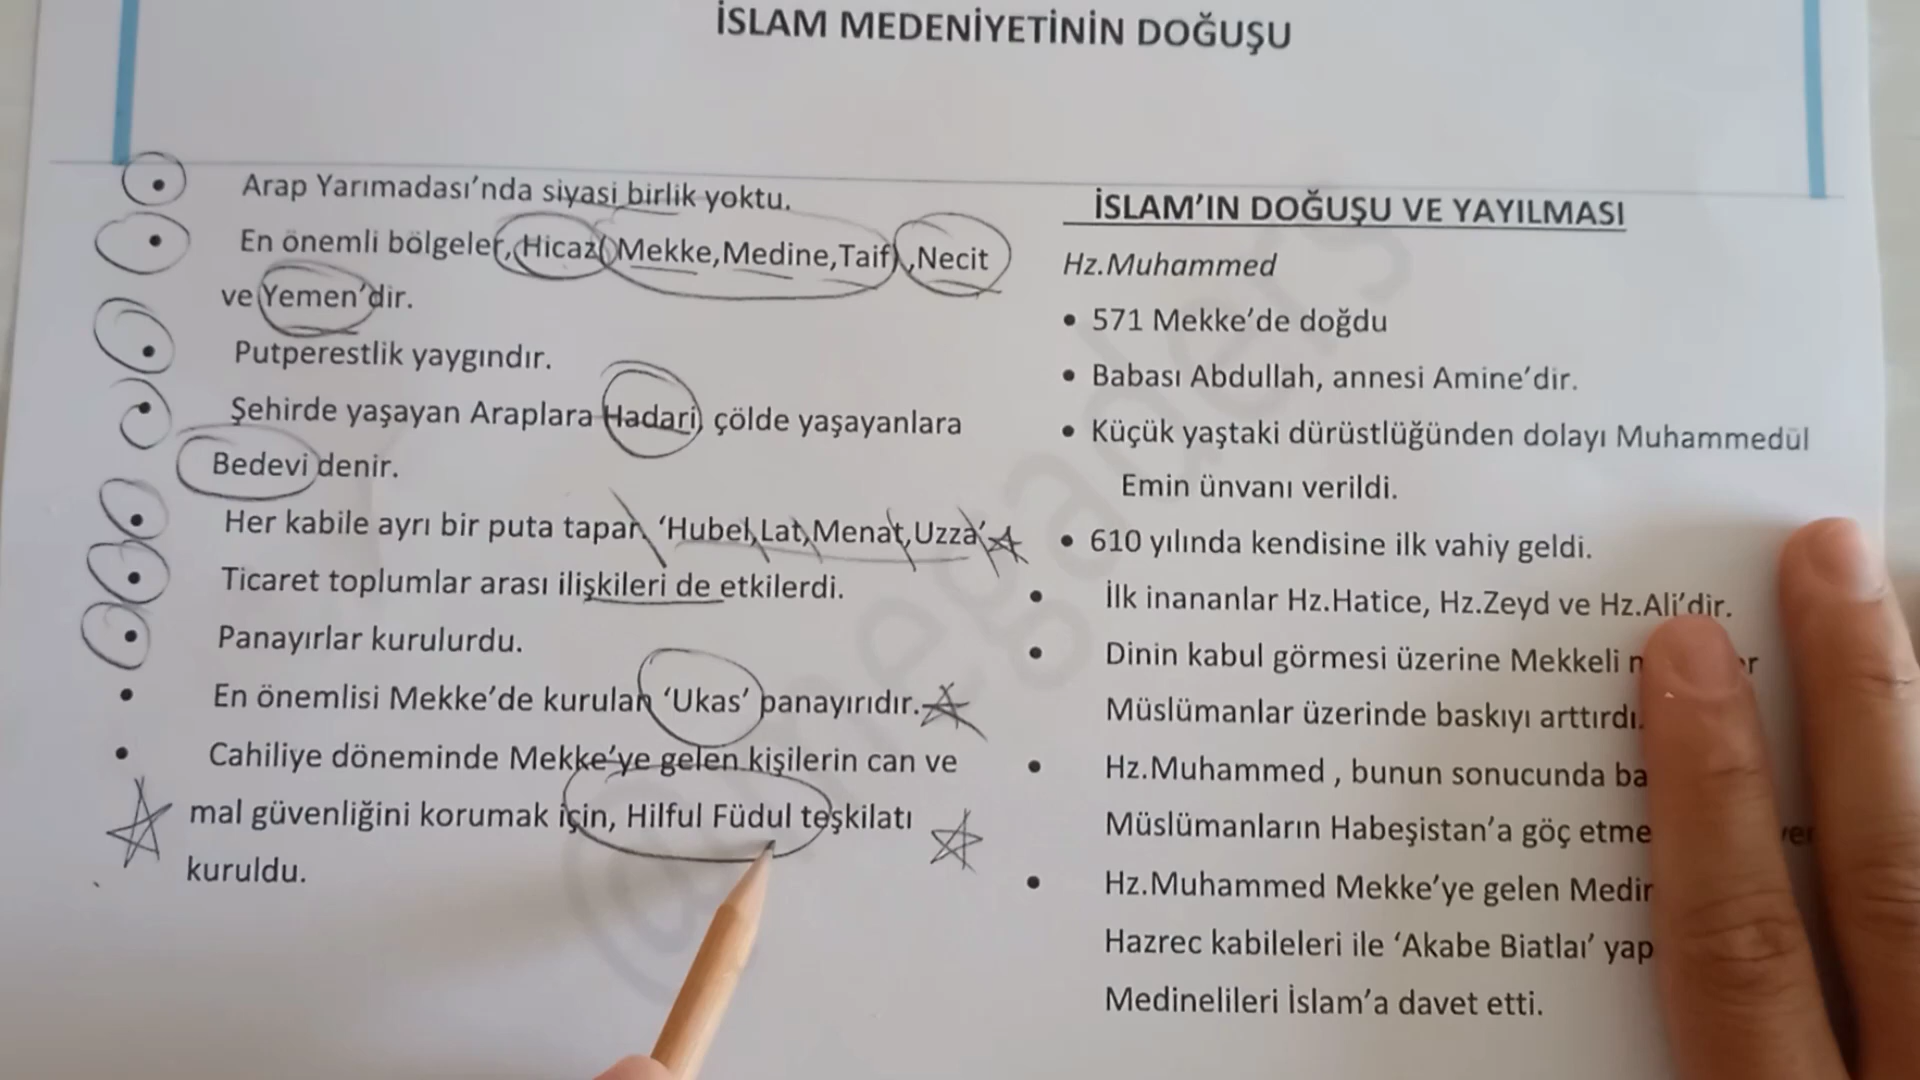 İSLAM MEDENİYETİNİN DOĞUŞU
Arap Yarımadası’nda siyasi birlik yoktu.
En önemli bölgeler, Hicaz( Mekke,Medine,Taif) ,Necit
ve Yemen’dir.
Putperestlik yaygındır.
Şehirde yaşayan Araplara Hadari, çölde yaşayanlara
Bedevi denir.
Her kabile ayrı bir puta tapar. ‘Hubel,Lat,Menat,Uzza’
Ticaret toplumlar arası ilişkileri de etkilerdi.
Panayırlar kurulurdu.
En önemlisi Mekke’de kurulan ‘Ukas’ panayırıdır.
Cahiliye döneminde Mekke’ye gelen kişilerin can ve
mal güvenliğini korumak için, Hilful Füdul teşkilatı
kuruldu.
İSLAM’IN DOĞUŞU VE YAYILMASI
Hz.Muhammed
• 571 Mekke’de doğdu
• Babası Abdullah, annesi Amine’dir.
• Küçük yaştaki dürüstlüğünden dolayı Muhammedül
Emin ünvanı verildi.
• 610 yılında kendisine ilk vahiy geldi.
• İlk inananlar Hz.Hatice, Hz.Zeyd ve Hz.Ali’dir.
• Dinin kabul görmesi üzerine Mekkeli
Müslümanlar üzerinde baskıyı arttırdı.
• Hz.Muhammed , bunun sonucunda ba
Müslümanların Habeşistan’a göç etme
• Hz.Muhammed Mekke’ye gelen Medin
Hazrec kabileleri ile ‘Akabe Biatlaı’ yap
Medinelileri İslam’a davet etti.
@megaders